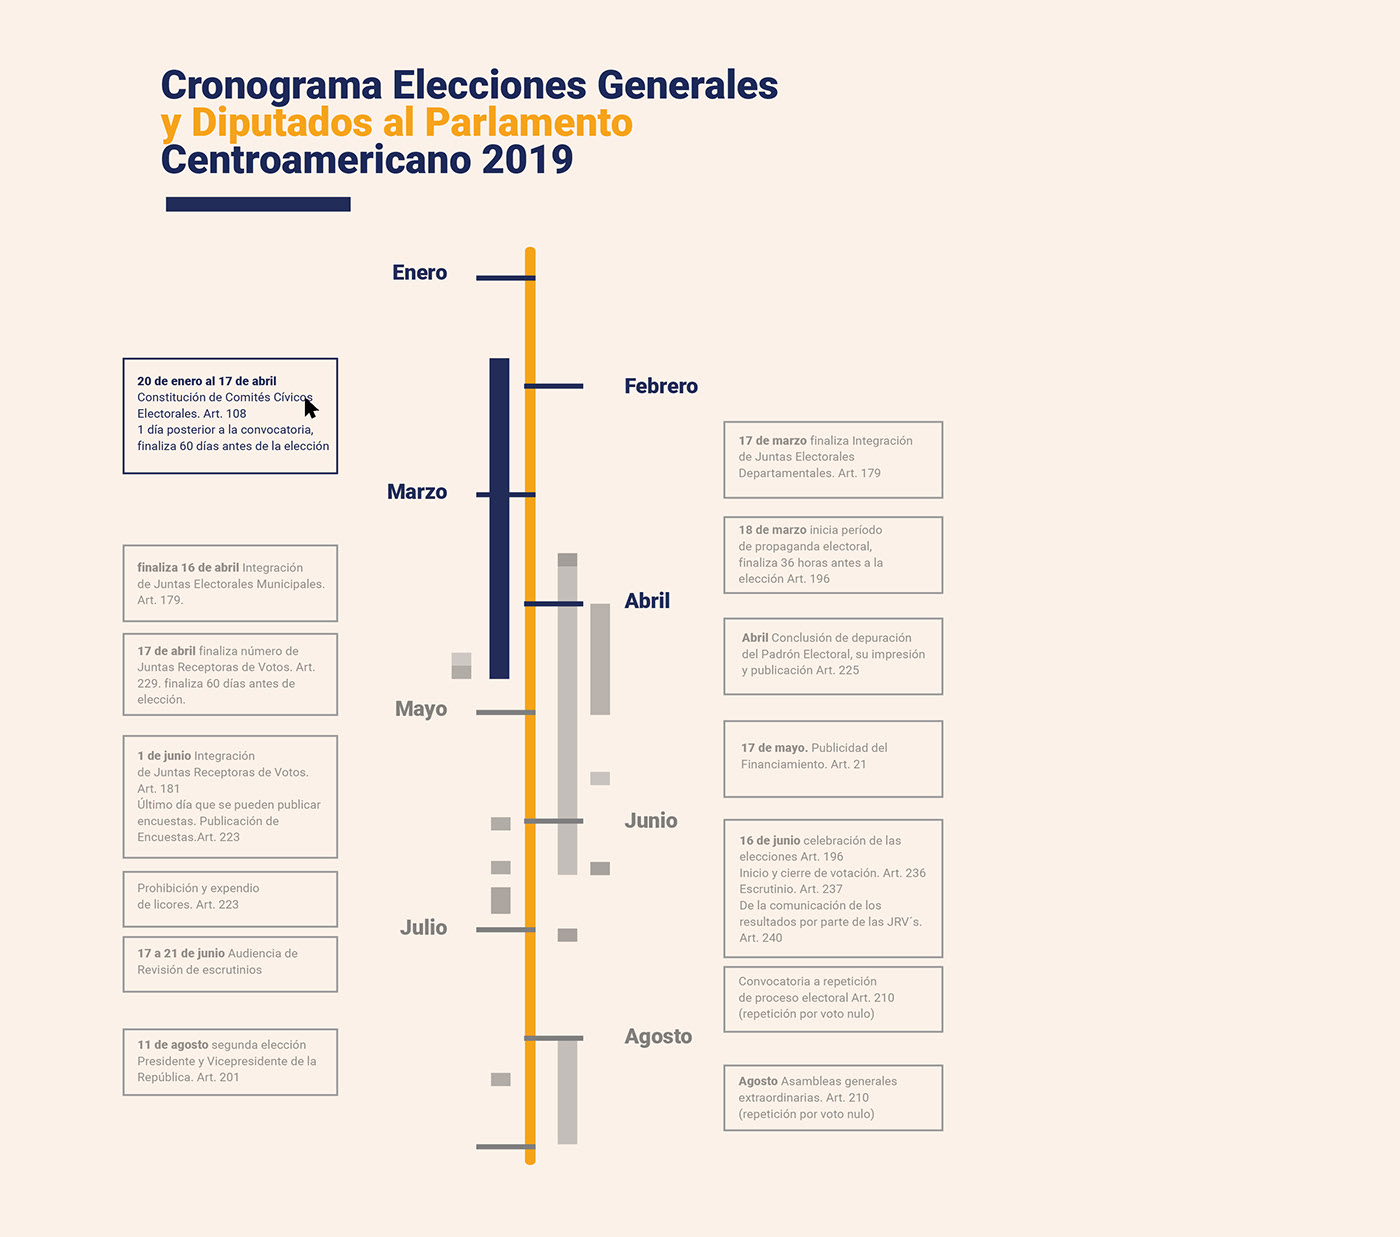 Cronograma Elecciones Generales
y Diputados al Parlamento
Centroamericano 2019
Enero
Febrero
Marzo
Abril
Mayo
Junio
Julio
Agosto
20 de enero al 17 de abril
Constitución de Comités Cívicos
Electorales. Art. 108
1 día posterior a la convocatoria,
finaliza 60 días antes de la elección
finaliza 16 de abril Integración
de Juntas Electorales Municipales.
Art. 179.
17 de abril finaliza número de
Juntas Receptoras de Votos. Art.
229. finaliza 60 días antes de
elección.
1 de junio Integración
de Juntas Receptoras de Votos.
Art. 181
Último día que se pueden publicar
encuestas. Publicación de
Encuestas.Art. 223
Prohibición y expendio
de licores. Art. 223
17 a 21 de junio Audiencia de
Revisión de escrutinios
11 de agosto segunda elección
Presidente y Vicepresidente de la
República. Art. 201
17 de marzo finaliza Integración
de Juntas Electorales
Departamentales. Art. 179
18 de marzo inicia período
de propaganda electoral,
finaliza 36 horas antes a la
elección Art. 196
Abril Conclusión de depuración
del Padrón Electoral, su impresión
y publicación Art. 225
17 de mayo. Publicidad del
Financiamiento. Art. 21
16 de junio celebración de las
elecciones Art. 196
Inicio y cierre de votación. Art. 236
Escrutinio. Art. 237
De la comunicación de los
resultados por parte de las JRV´s.
Art. 240
Convocatoria a repetición
de proceso electoral Art. 210
(repetición por voto nulo)
Agosto Asambleas generales
extraordinarias. Art. 210
(repetición por voto nulo)